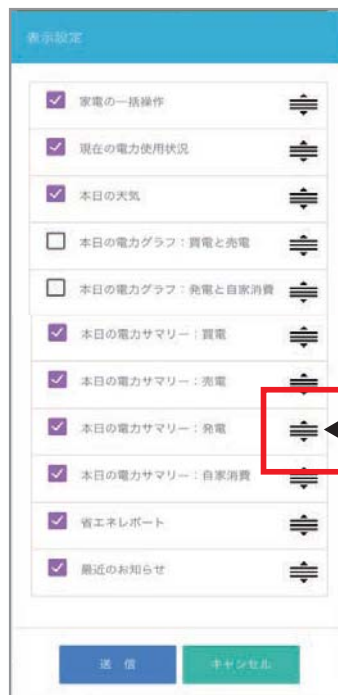 表示設定
家電の一括操作
現在の電力使用状況
本日の天気
本日の電力グラフ：買電と売電
本日の電力グラフ：発電と自家消費
本日の電力サマリー：買電
本日の電力サマリー：売電
本日の電力サマリー：発電
本日の電力サマリー：自家消費
省エネレポート
最近のお知らせ
送 信
キャンセル